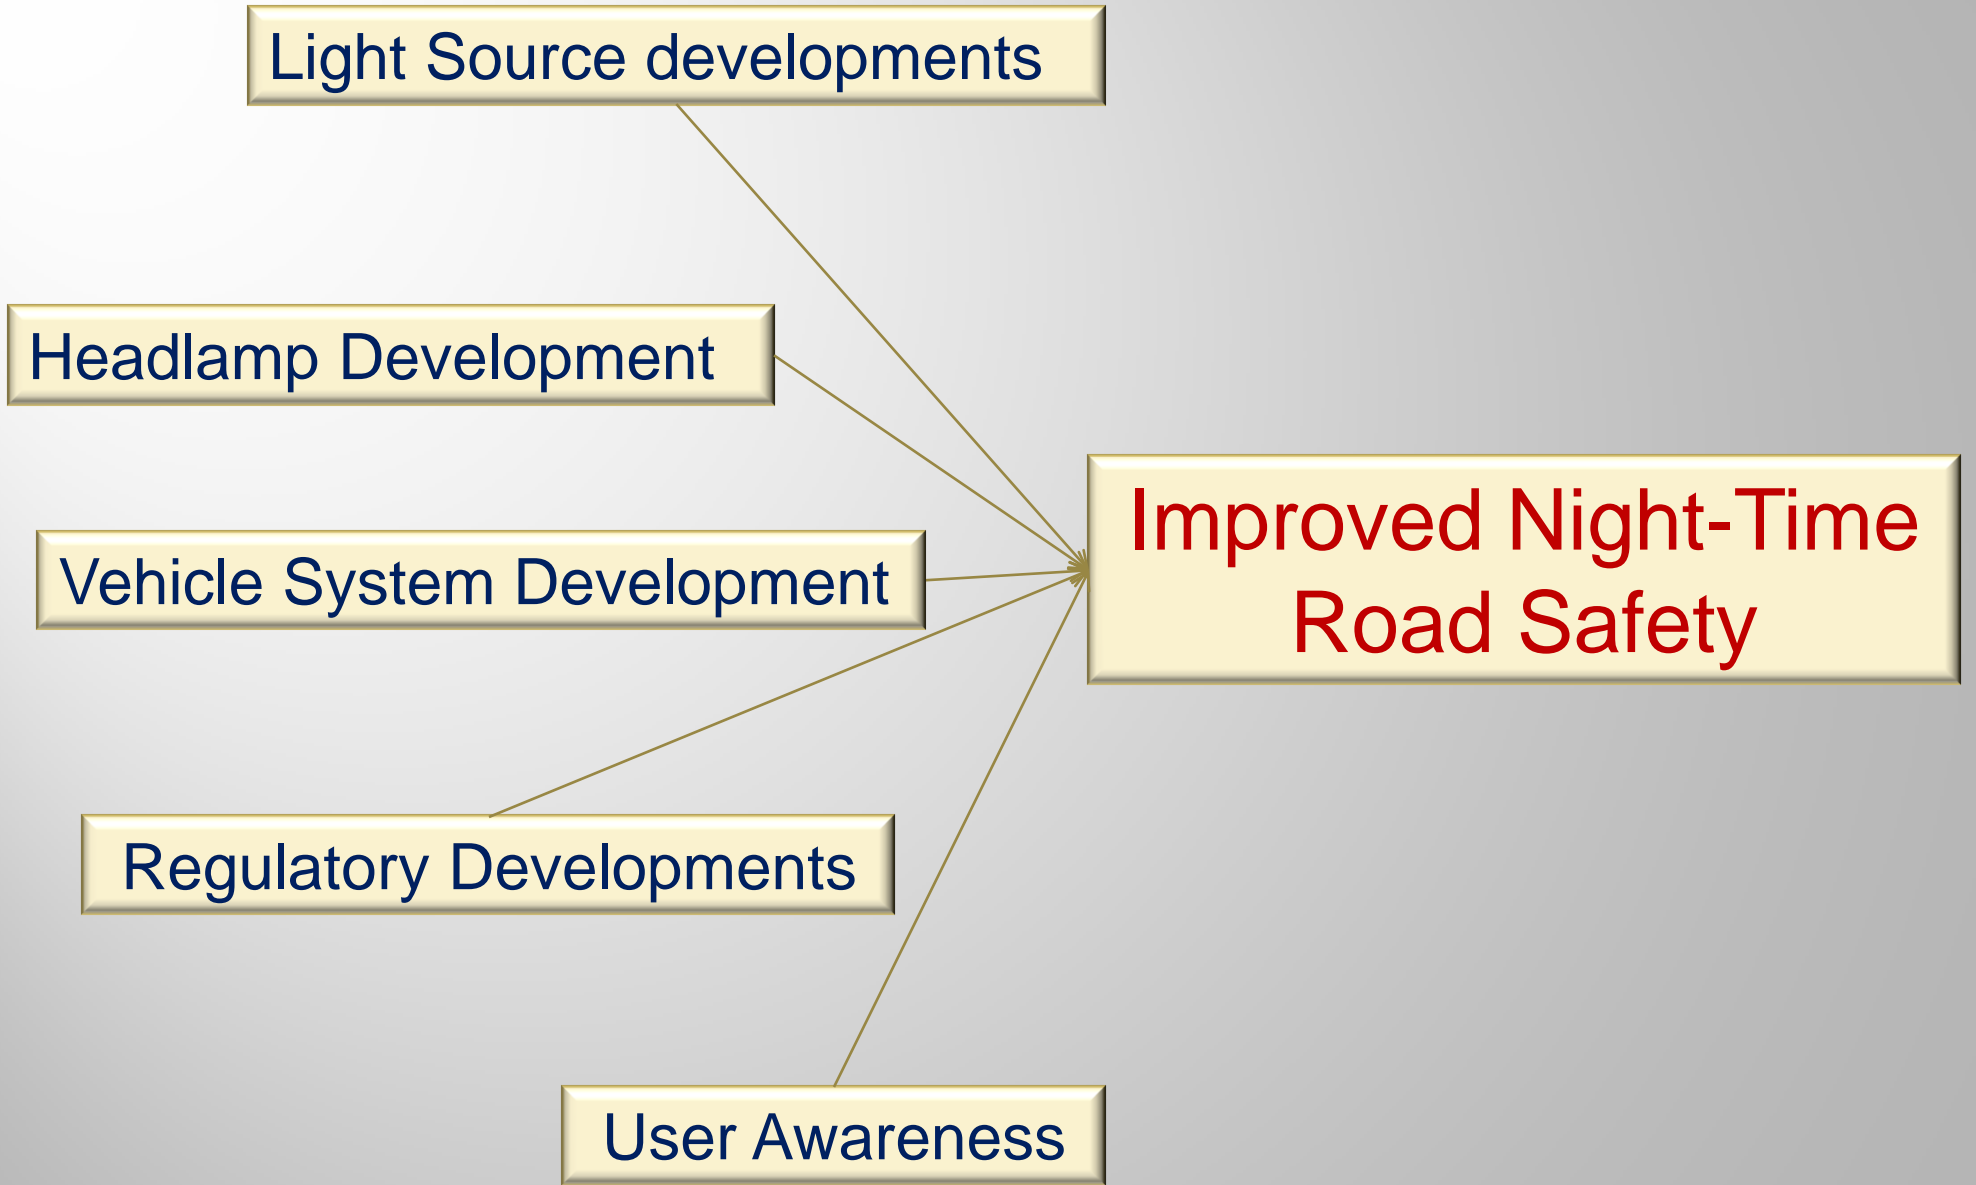 Light Source developments
Headlamp Development
Improved Night-Time
Road Safety
Vehicle System Development
Regulatory Developments
User Awareness